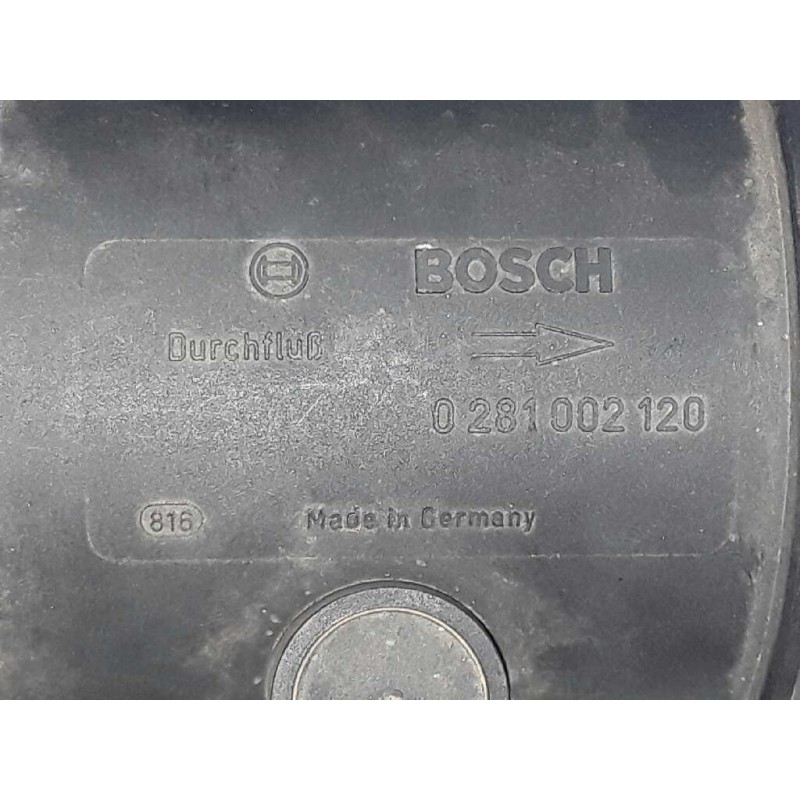 BOSCH
Durchfluß
0 281 002 120
816 Made in Germany